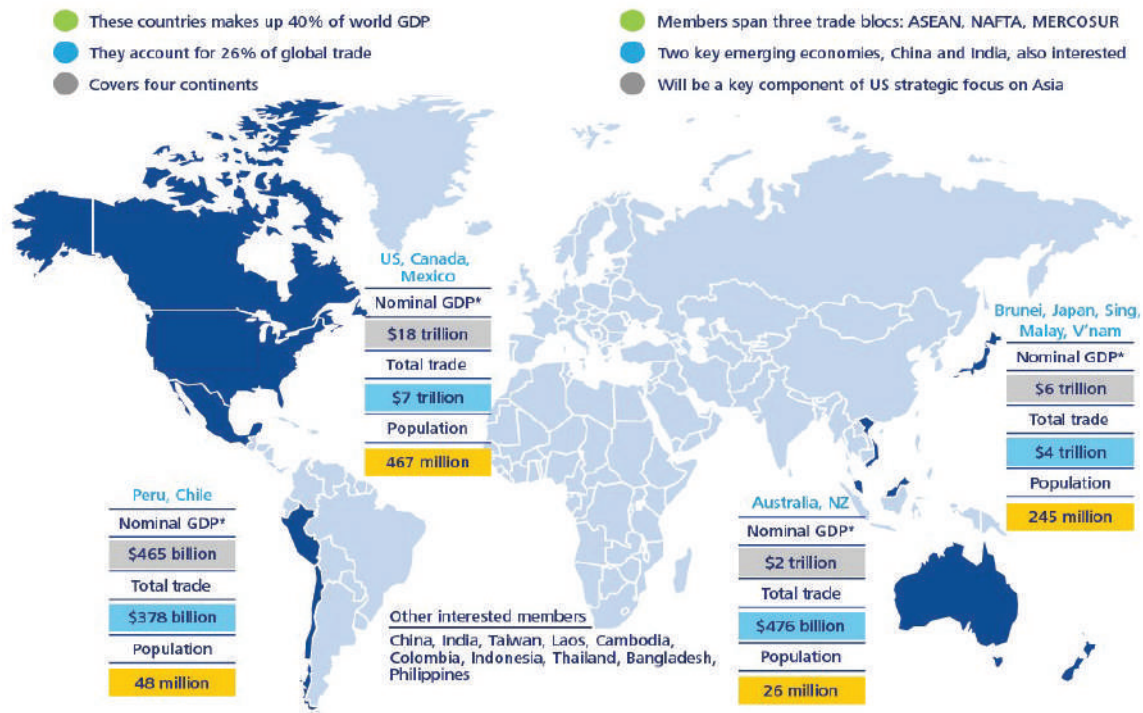 These countries makes up 40% of world GDP
They account for 26% of global trade
Covers four continents
Members span three trade blocs: ASEAN, NAFTA, MERCOSUR
Two key emerging economies, China and India, also interested
Will be a key component of US strategic focus on Asia
US, Canada,
Mexico
Nominal GDP*
$18 trillion
Total trade
$7 trillion
Population
467 million
Brunei, Japan, Sing,
Malay, V'nam
Nominal GDP*
$6 trillion
Total trade
$4 trillion
Population
245 million
Peru, Chile
Nominal GDP*
$465 billion
Total trade
$378 billion
Population
48 million
Australia, NZ
Nominal GDP*
$2 trillion
Total trade
$476 billion
Population
26 million
Other interested members
China, India, Taiwan, Laos, Cambodia,
Colombia, Indonesia, Thailand, Bangladesh,
Philippines